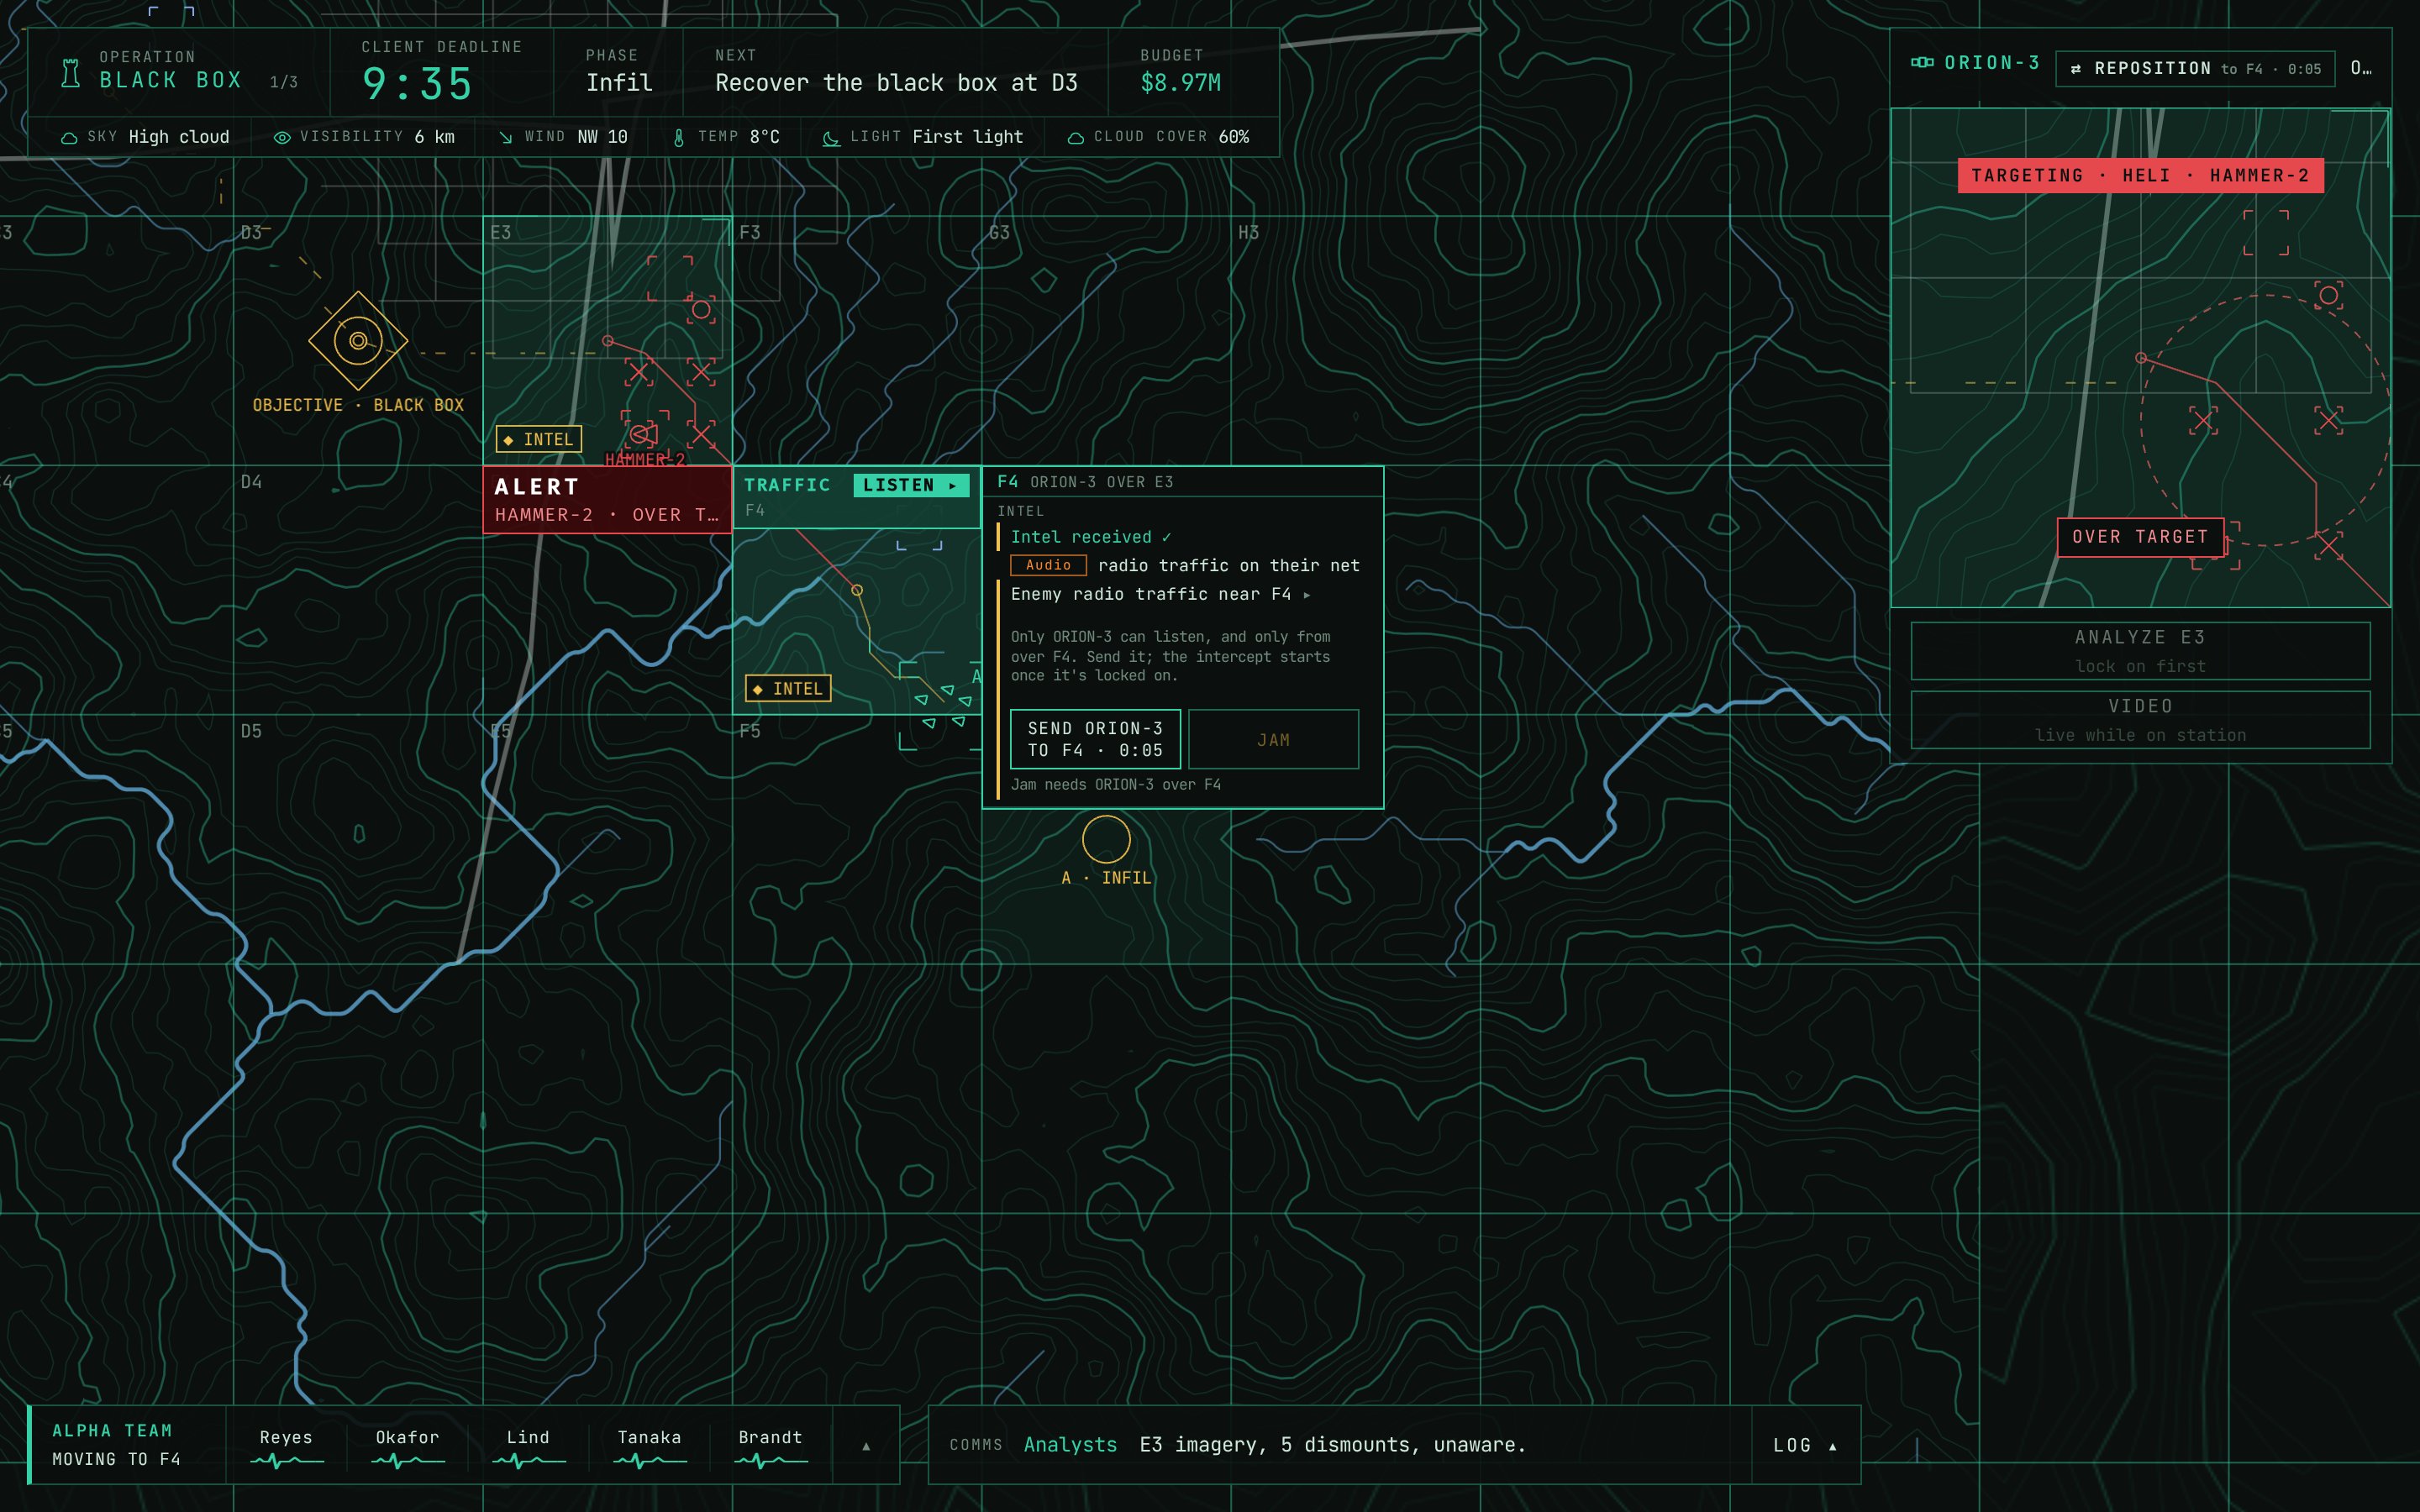 OPERATION
BLACK BOX 1/3
CLIENT DEADLINE
9:35
PHASE
Infil
NEXT
Recover the black box at D3
BUDGET
$8.97M
SKY High cloud
VISIBILITY 6 km
WIND NW 10
TEMP 8°C
LIGHT First light
CLOUD COVER 60%
ORION-3
⇄ REPOSITION to F4 · 0:05
O…
TARGETING · HELI · HAMMER-2
OVER TARGET
ANALYZE E3
lock on first
VIDEO
live while on station
D3
E3
F3
G3
H3
OBJECTIVE · BLACK BOX
◆ INTEL
HAMMER-2
D4
ALERT
HAMMER-2 · OVER T…
TRAFFIC LISTEN ▸
F4
◆ INTEL
A
F4 ORION-3 OVER E3
INTEL
Intel received ✓
Audio radio traffic on their net
Enemy radio traffic near F4 ▸
Only ORION-3 can listen, and only from
over F4. Send it; the intercept starts
once it's locked on.
SEND ORION-3
TO F4 · 0:05
JAM
Jam needs ORION-3 over F4
D5
E5
F5
A · INFIL
ALPHA TEAM
MOVING TO F4
Reyes
Okafor
Lind
Tanaka
Brandt
COMMS Analysts E3 imagery, 5 dismounts, unaware.
LOG ▴